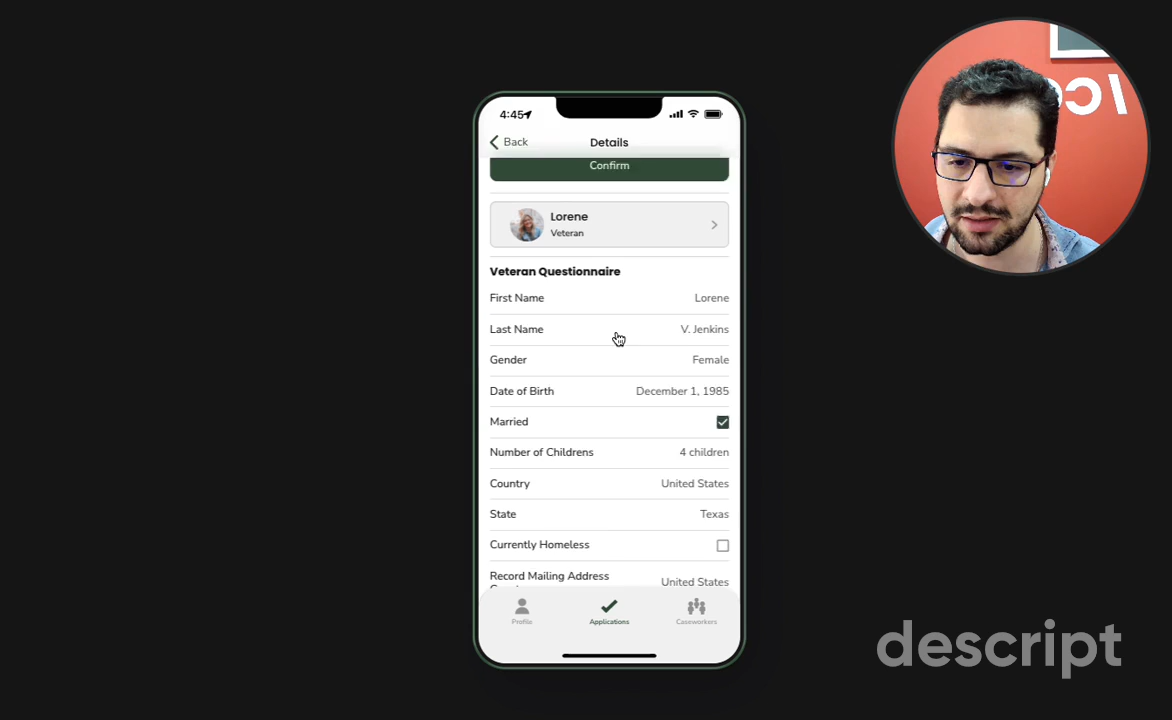 4:45
Back
Details
Confirm
Lorene
Veteran
Veteran Questionnaire
First Name Lorene
Last Name V. Jenkins
Gender Female
Date of Birth December 1, 1985
Married
Number of Childrens 4 children
Country United States
State Texas
Currently Homeless
Record Mailing Address
United States
Profile
Applications
Caseworkers
descript